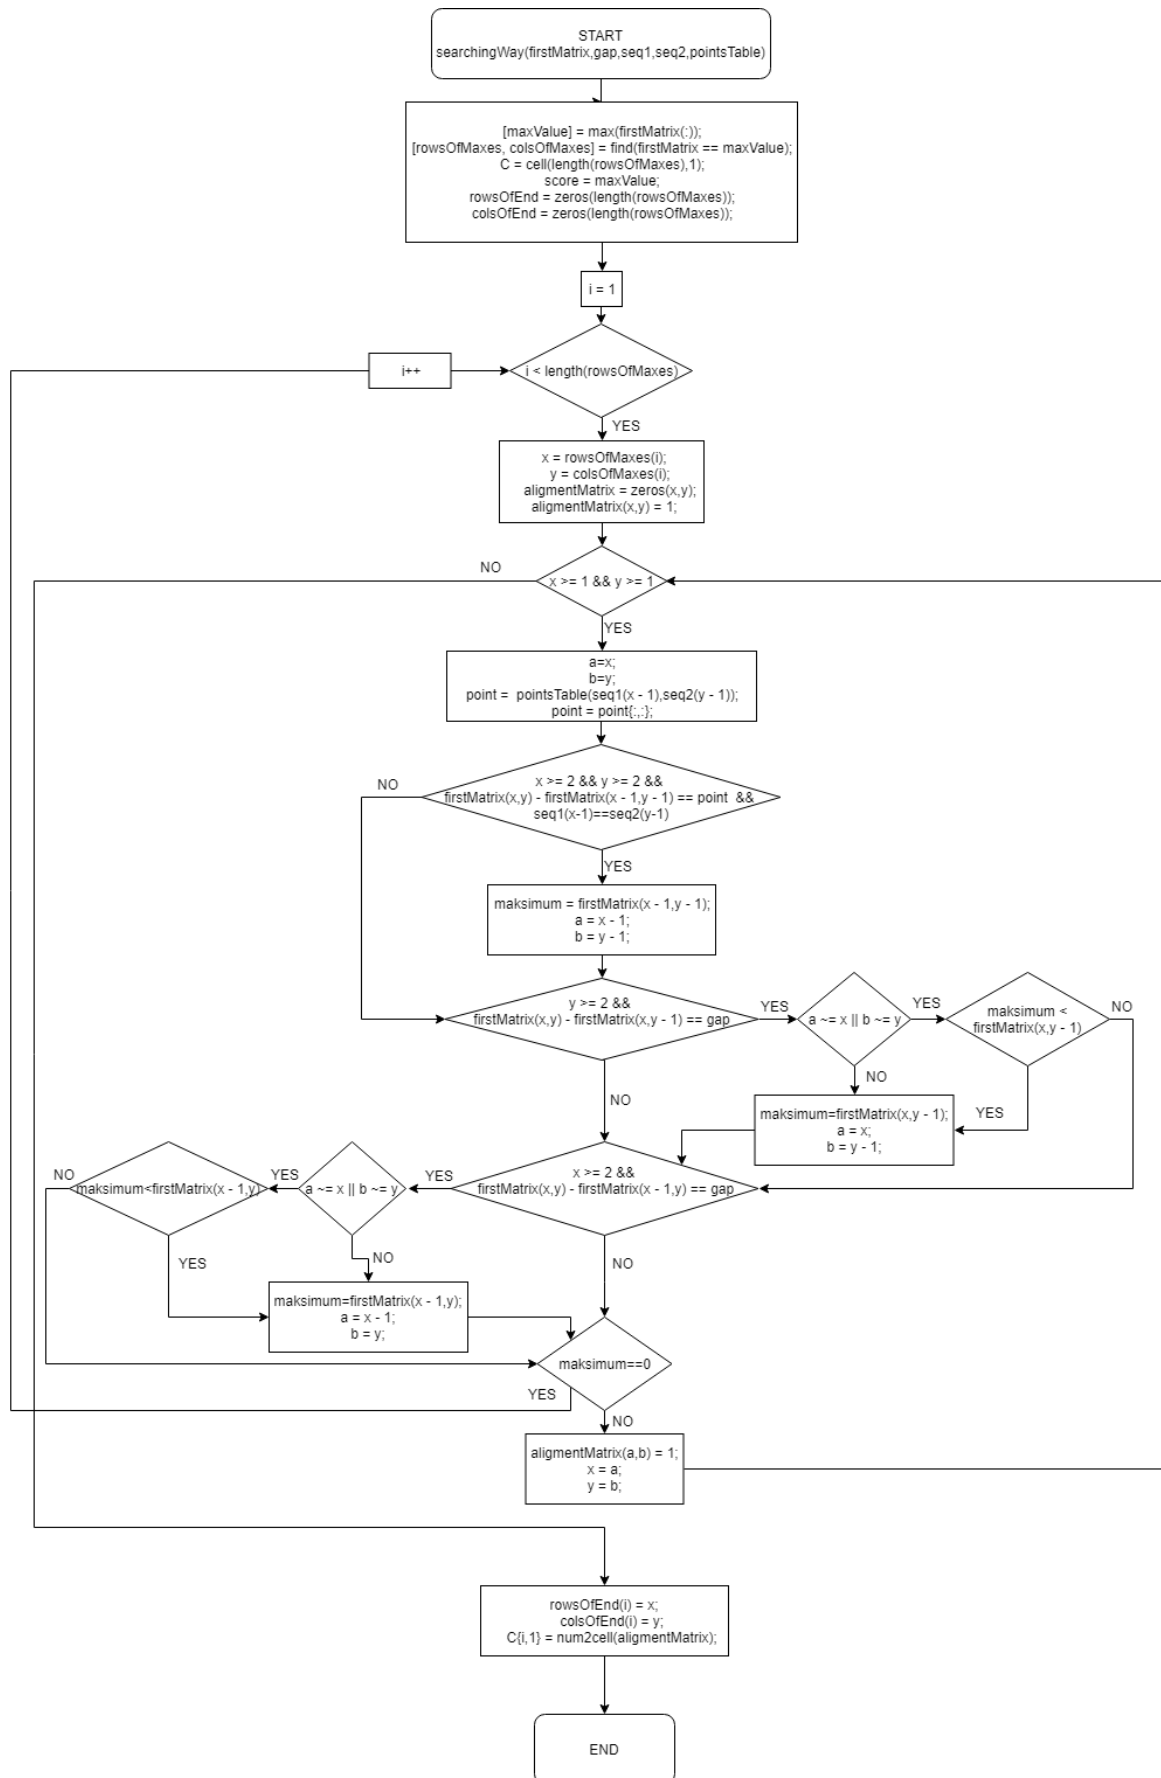 START
searchingWay(firstMatrix,gap,seq1,seq2,pointsTable)
[maxValue] = max(firstMatrix(:));
[rowsOfMaxes, colsOfMaxes] = find(firstMatrix == maxValue);
C = cell(length(rowsOfMaxes),1);
score = maxValue;
rowsOfEnd = zeros(length(rowsOfMaxes));
colsOfEnd = zeros(length(rowsOfMaxes));
i = 1
i++
i < length(rowsOfMaxes)
YES
x = rowsOfMaxes(i);
y = colsOfMaxes(i);
aligmentMatrix = zeros(x,y);
aligmentMatrix(x,y) = 1;
NO
x >= 1 && y >= 1
YES
a=x;
b=y;
point = pointsTable(seq1(x - 1),seq2(y - 1));
point = point{:,:};
NO
x >= 2 && y >= 2 &&
firstMatrix(x,y) - firstMatrix(x - 1,y - 1) == point &&
seq1(x-1)==seq2(y-1)
YES
maksimum = firstMatrix(x - 1,y - 1);
a = x - 1;
b = y - 1;
y >= 2 &&
firstMatrix(x,y) - firstMatrix(x,y - 1) == gap
YES
a ~= x || b ~= y
YES
maksimum <
firstMatrix(x,y - 1)
NO
NO
NO
YES
maksimum=firstMatrix(x,y - 1);
a = x;
b = y - 1;
NO
maksimum<firstMatrix(x - 1,y)
YES
a ~= x || b ~= y
YES
x >= 2 &&
firstMatrix(x,y) - firstMatrix(x - 1,y) == gap
YES
NO
NO
maksimum=firstMatrix(x - 1,y);
a = x - 1;
b = y;
maksimum==0
YES
NO
aligmentMatrix(a,b) = 1;
x = a;
y = b;
rowsOfEnd(i) = x;
colsOfEnd(i) = y;
C{i,1} = num2cell(aligmentMatrix);
END